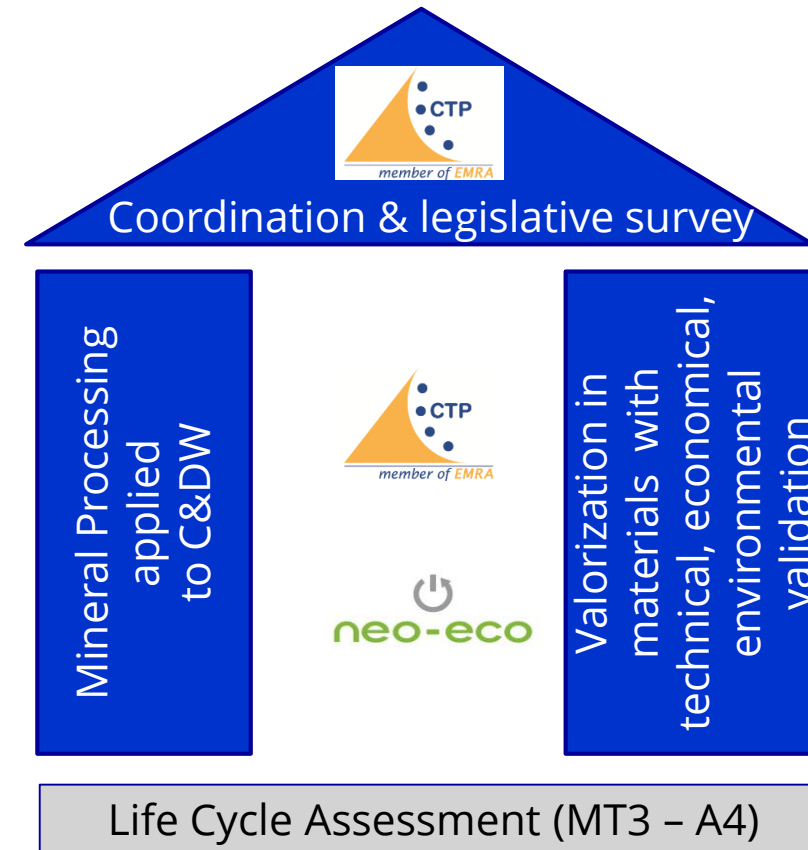 CTP
member of EMRA
Coordination & legislative survey
Mineral Processing
applied
to C&DW
CTP
member of EMRA
neo-eco
Valorization in
materials with
technical, economical,
environmental
validation
Life Cycle Assessment (MT3 – A4)